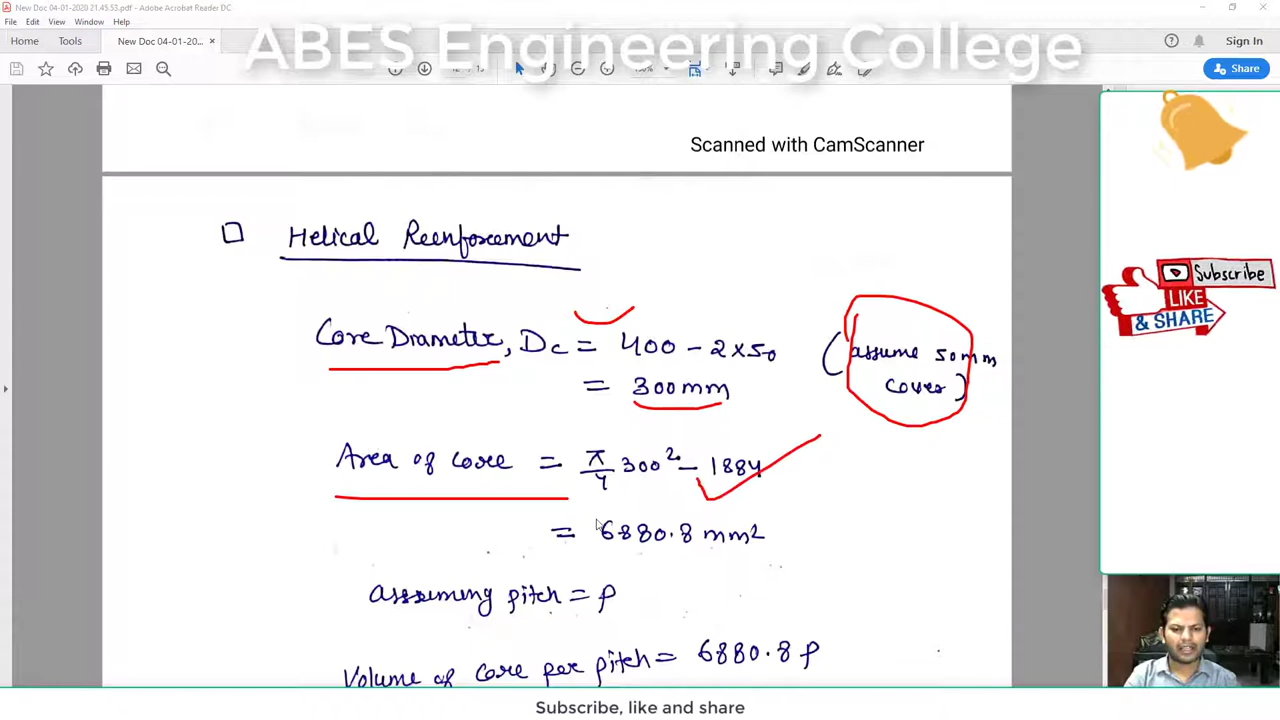 New Doc 04-01-2020 21.45.53.pdf - Adobe Acrobat Reader DC
File Edit View Window Help
Home Tools New Doc 04-01-20... × Sign In
ABES Engineering College
Share
Scanned with CamScanner
Helical Reenforcement
Core Diameter, Dc = 400 - 2×50 (assume 50mm
= 300mm cover)
Area of core = π/4 300² - 1884
= 6880.8 mm2
assuming pitch = p
Volume of core per pitch = 6880.8 p
Subscribe
LIKE
& SHARE
Subscribe, like and share